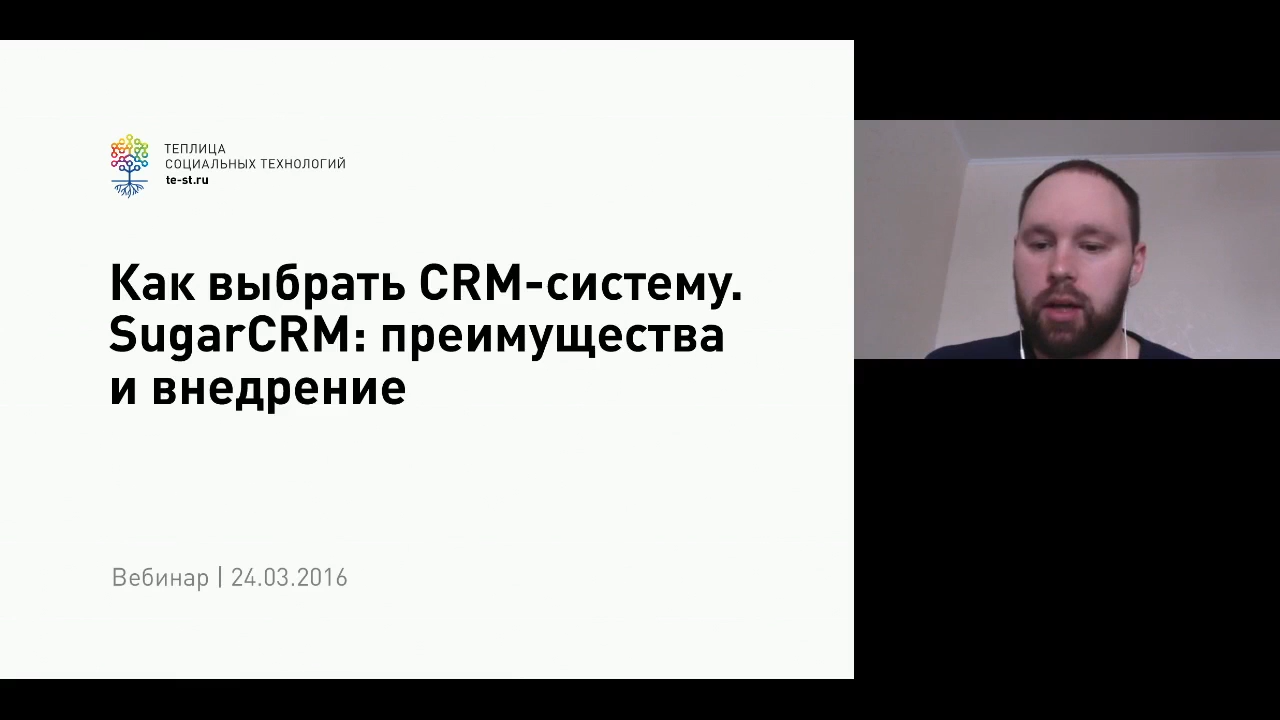 ТЕПЛИЦА
СОЦИАЛЬНЫХ ТЕХНОЛОГИЙ
te-st.ru
Как выбрать CRM-систему.
SugarCRM: преимущества
и внедрение
Вебинар | 24.03.2016